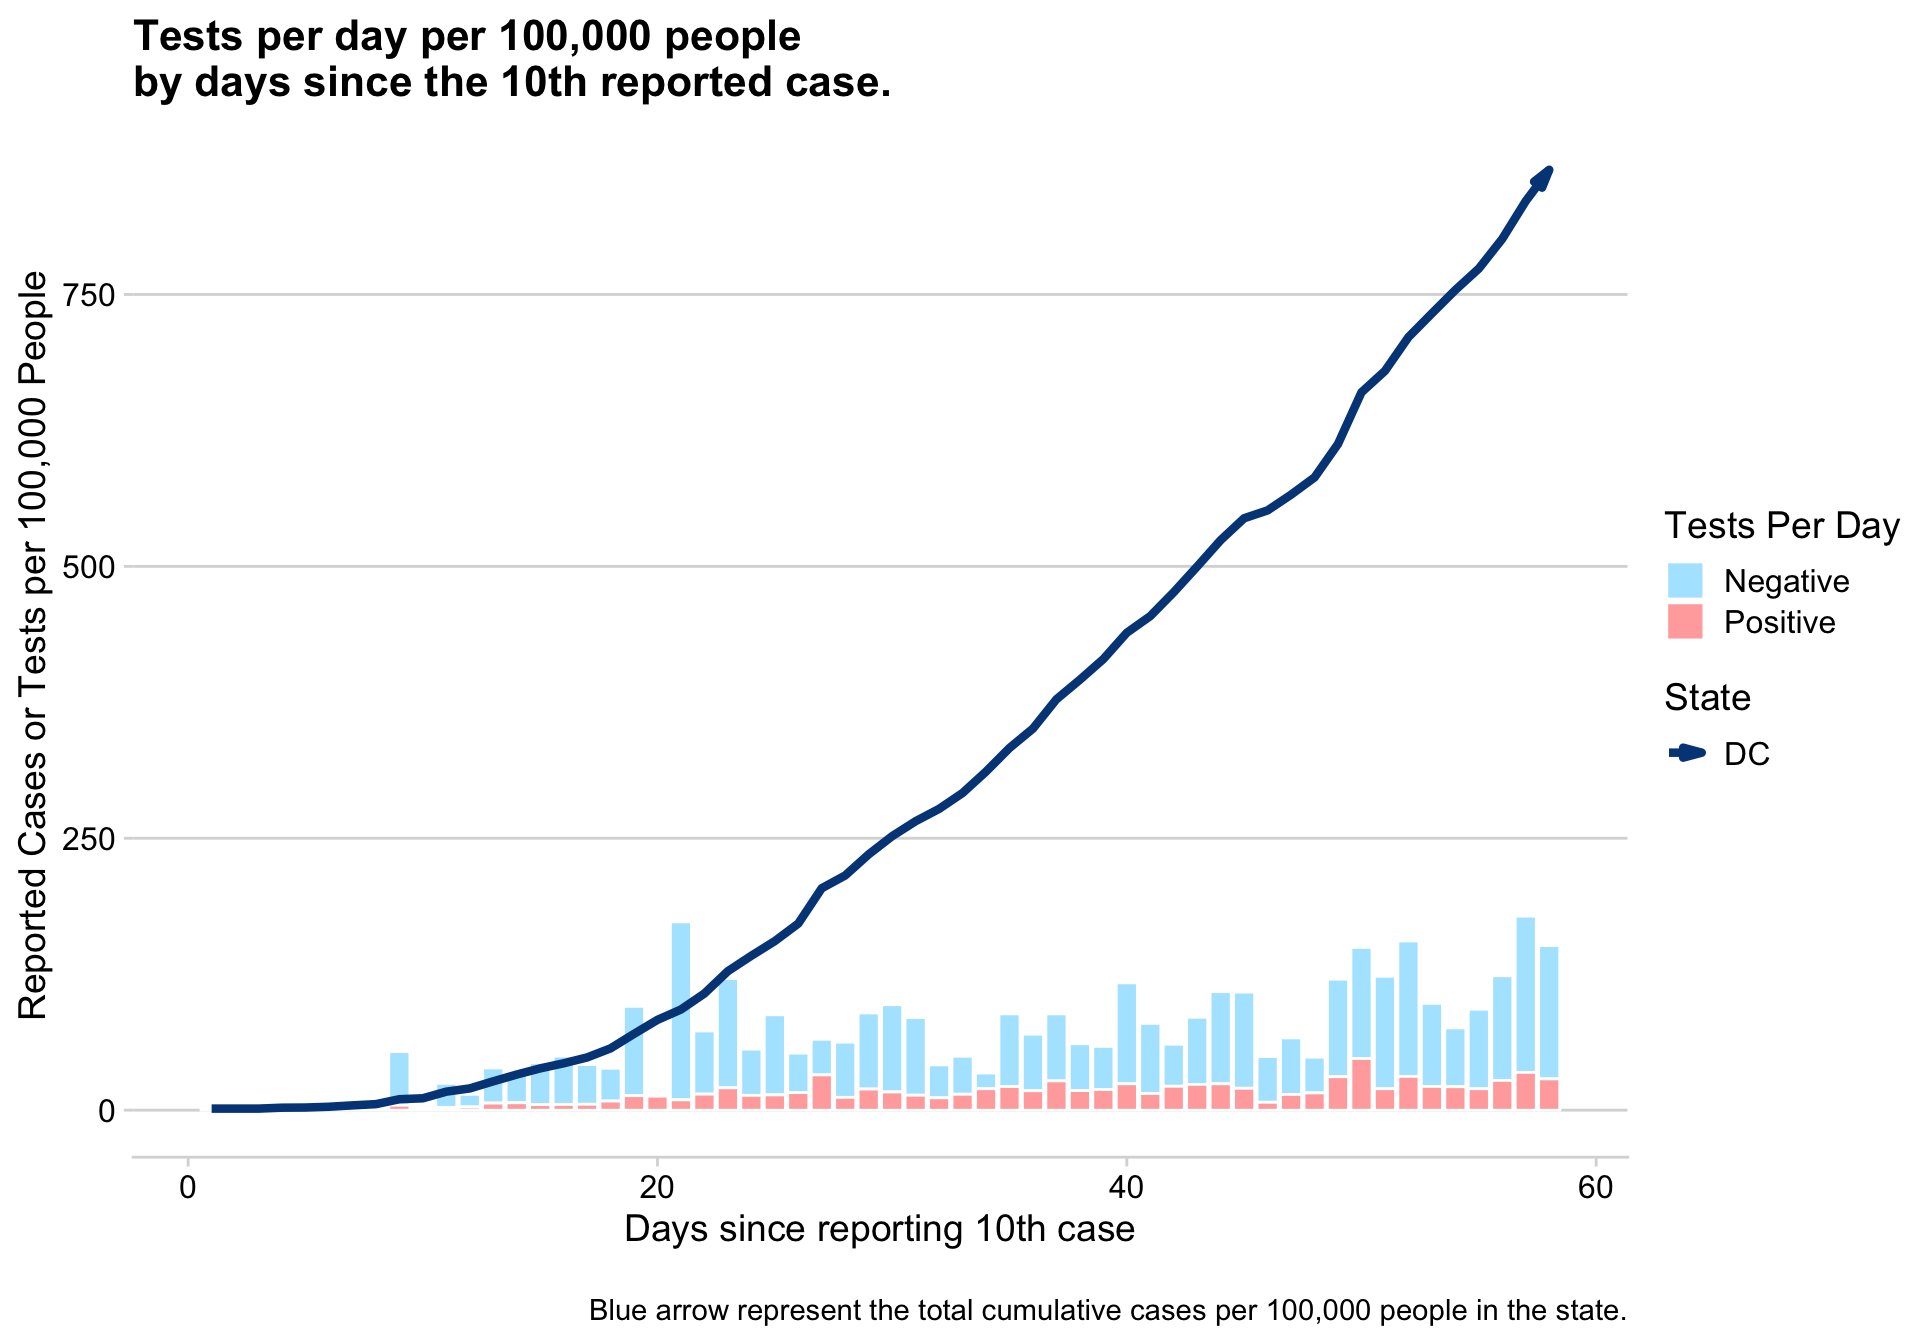 Tests per day per 100,000 people
by days since the 10th reported case.
Reported Cases or Tests per 100,000 People
750
500
250
0
0
20
40
60
Days since reporting 10th case
Tests Per Day
Negative
Positive
State
DC
Blue arrow represent the total cumulative cases per 100,000 people in the state.